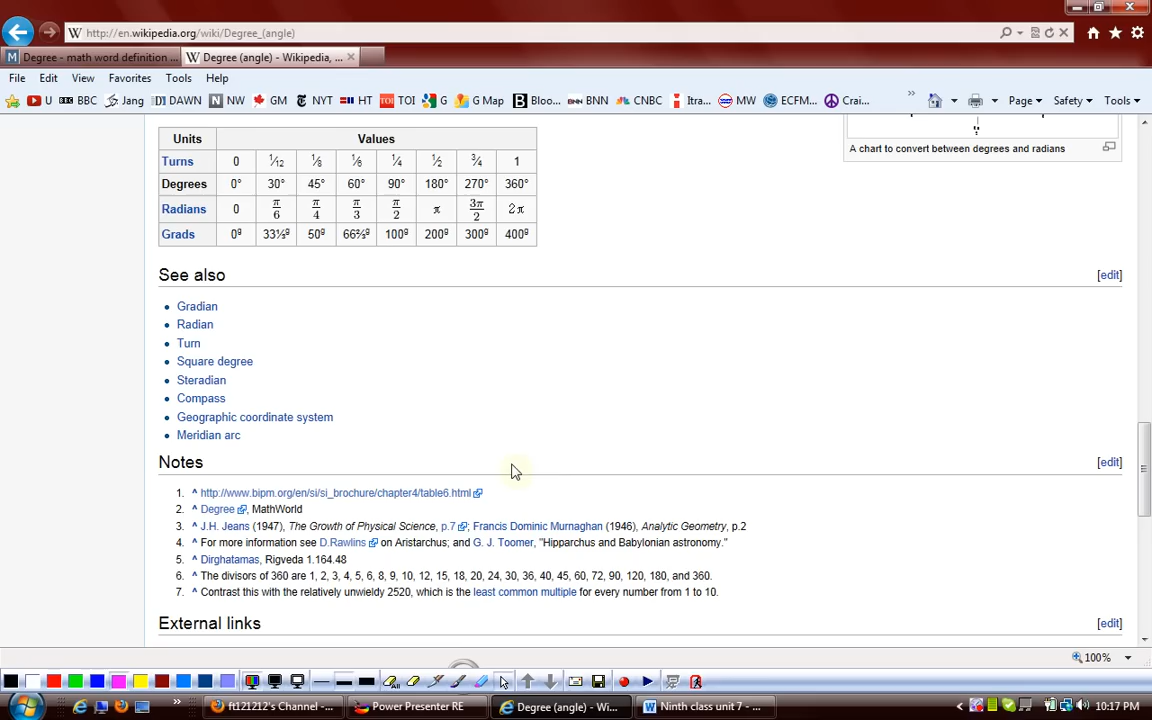 http://en.wikipedia.org/wiki/Degree_(angle)
Degree - math word definition ...
Degree (angle) - Wikipedia, ...
File Edit View Favorites Tools Help
U BBC Jang DAWN NW GM NYT HT TOI G G Map Bloo... BNN CNBC Itra... MW ECFM... Crai... » Page Safety Tools
Units Values
Turns 0 1/12 1/8 1/6 1/4 1/2 3/4 1
Degrees 0° 30° 45° 60° 90° 180° 270° 360°
Radians 0 π/6 π/4 π/3 π/2 π 3π/2 2π
Grads 0g 33⅓g 50g 66⅔g 100g 200g 300g 400g
A chart to convert between degrees and radians
See also [edit]
Gradian
Radian
Turn
Square degree
Steradian
Compass
Geographic coordinate system
Meridian arc
Notes [edit]
1. ^ http://www.bipm.org/en/si/si_brochure/chapter4/table6.html
2. ^ Degree, MathWorld
3. ^ J.H. Jeans (1947), The Growth of Physical Science, p.7; Francis Dominic Murnaghan (1946), Analytic Geometry, p.2
4. ^ For more information see D.Rawlins on Aristarchus; and G. J. Toomer, "Hipparchus and Babylonian astronomy."
5. ^ Dirghatamas, Rigveda 1.164.48
6. ^ The divisors of 360 are 1, 2, 3, 4, 5, 6, 8, 9, 10, 12, 15, 18, 20, 24, 30, 36, 40, 45, 60, 72, 90, 120, 180, and 360.
7. ^ Contrast this with the relatively unwieldy 2520, which is the least common multiple for every number from 1 to 10.
External links [edit]
100%
» ft121212's Channel -... Power Presenter RE Degree (angle) - Wi... Ninth class unit 7 - ... 10:17 PM